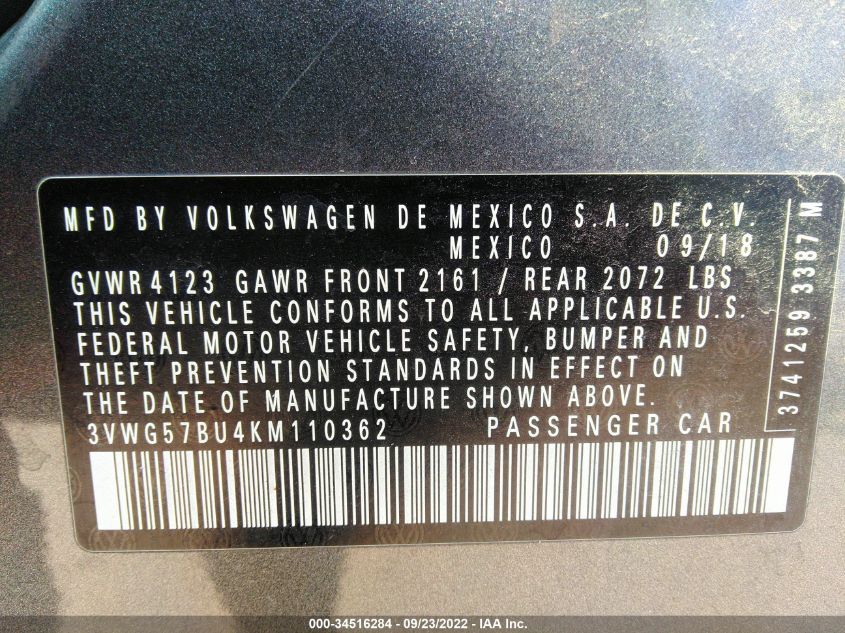 MFD BY VOLKSWAGEN DE MEXICO S.A. DE C.V.
MEXICO 09/18
GVWR 4123 GAWR FRONT 2161 / REAR 2072 LBS
THIS VEHICLE CONFORMS TO ALL APPLICABLE U.S.
FEDERAL MOTOR VEHICLE SAFETY, BUMPER AND
THEFT PREVENTION STANDARDS IN EFFECT ON
THE DATE OF MANUFACTURE SHOWN ABOVE.
3VWG57BU4KM110362 PASSENGER CAR
3741259 3387 M
000-34516284 - 09/23/2022 - IAA Inc.